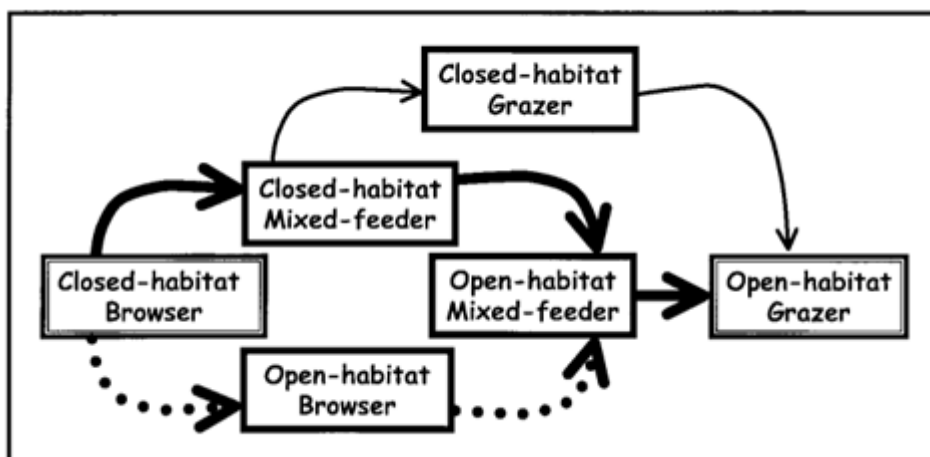 Closed-habitat
Grazer
Closed-habitat
Mixed-feeder
Closed-habitat
Browser
Open-habitat
Mixed-feeder
Open-habitat
Grazer
Open-habitat
Browser